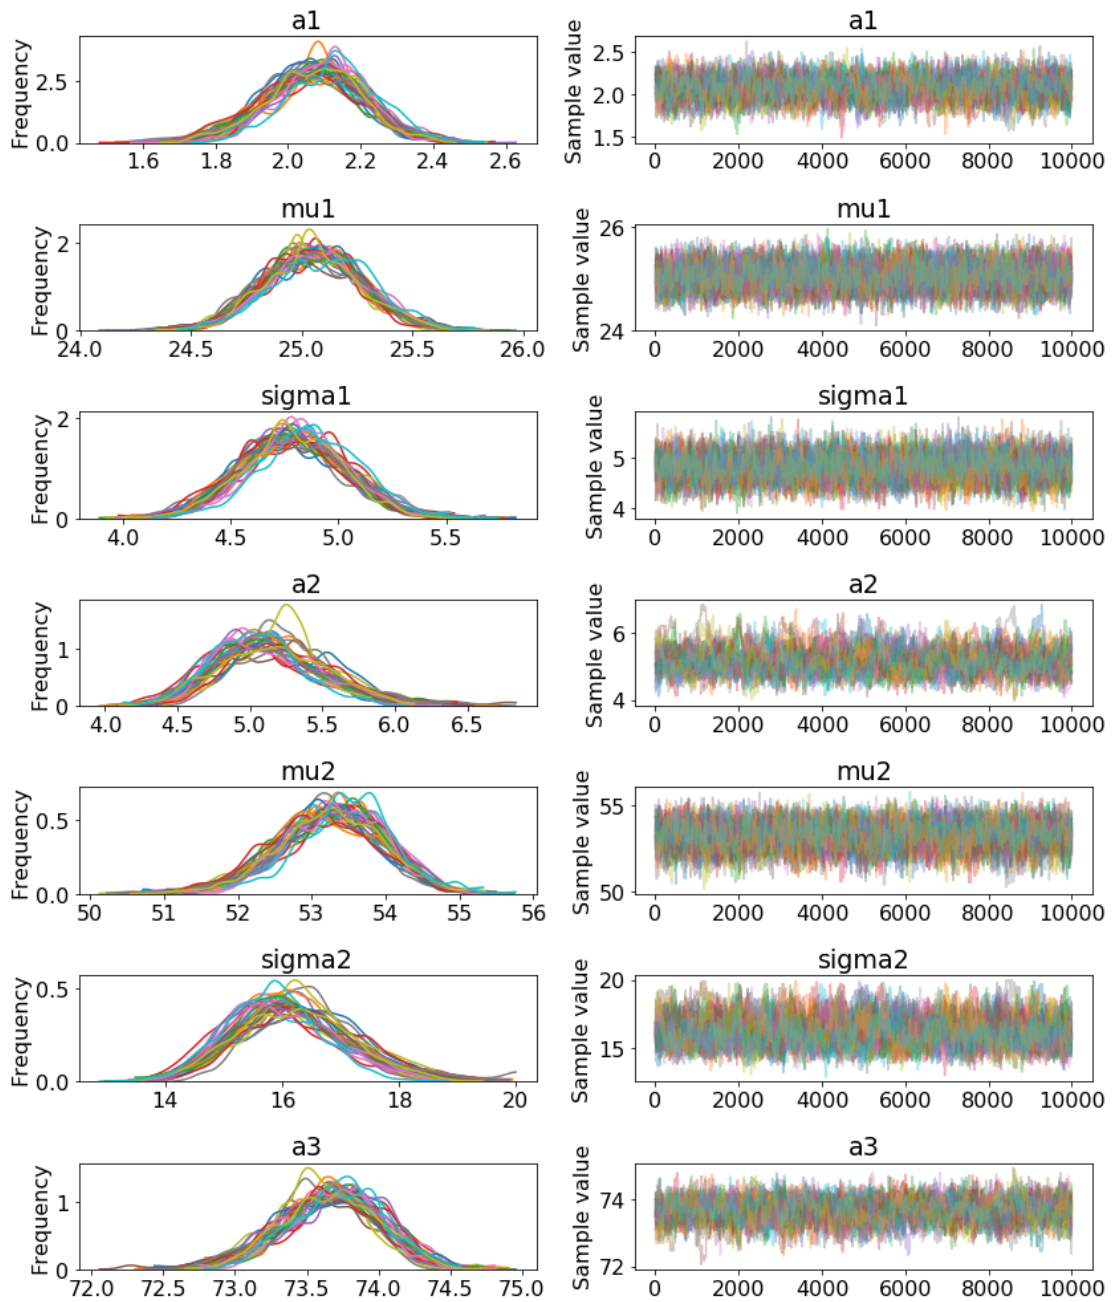 a1 a1
Frequency 2.5 0.0 Sample value 2.5 2.0 1.5
1.6 1.8 2.0 2.2 2.4 2.6 0 2000 4000 6000 8000 10000
mu1 mu1
Frequency 2 0 Sample value 26 24
24.0 24.5 25.0 25.5 26.0 0 2000 4000 6000 8000 10000
sigma1 sigma1
Frequency 2 0 Sample value 5 4
4.0 4.5 5.0 5.5 0 2000 4000 6000 8000 10000
a2 a2
Frequency 1 0 Sample value 6 4
4.0 4.5 5.0 5.5 6.0 6.5 0 2000 4000 6000 8000 10000
mu2 mu2
Frequency 0.5 0.0 Sample value 55 50
50 51 52 53 54 55 56 0 2000 4000 6000 8000 10000
sigma2 sigma2
Frequency 0.5 0.0 Sample value 20 15
14 16 18 20 0 2000 4000 6000 8000 10000
a3 a3
Frequency 1 0 Sample value 74 72
72.0 72.5 73.0 73.5 74.0 74.5 75.0 0 2000 4000 6000 8000 10000